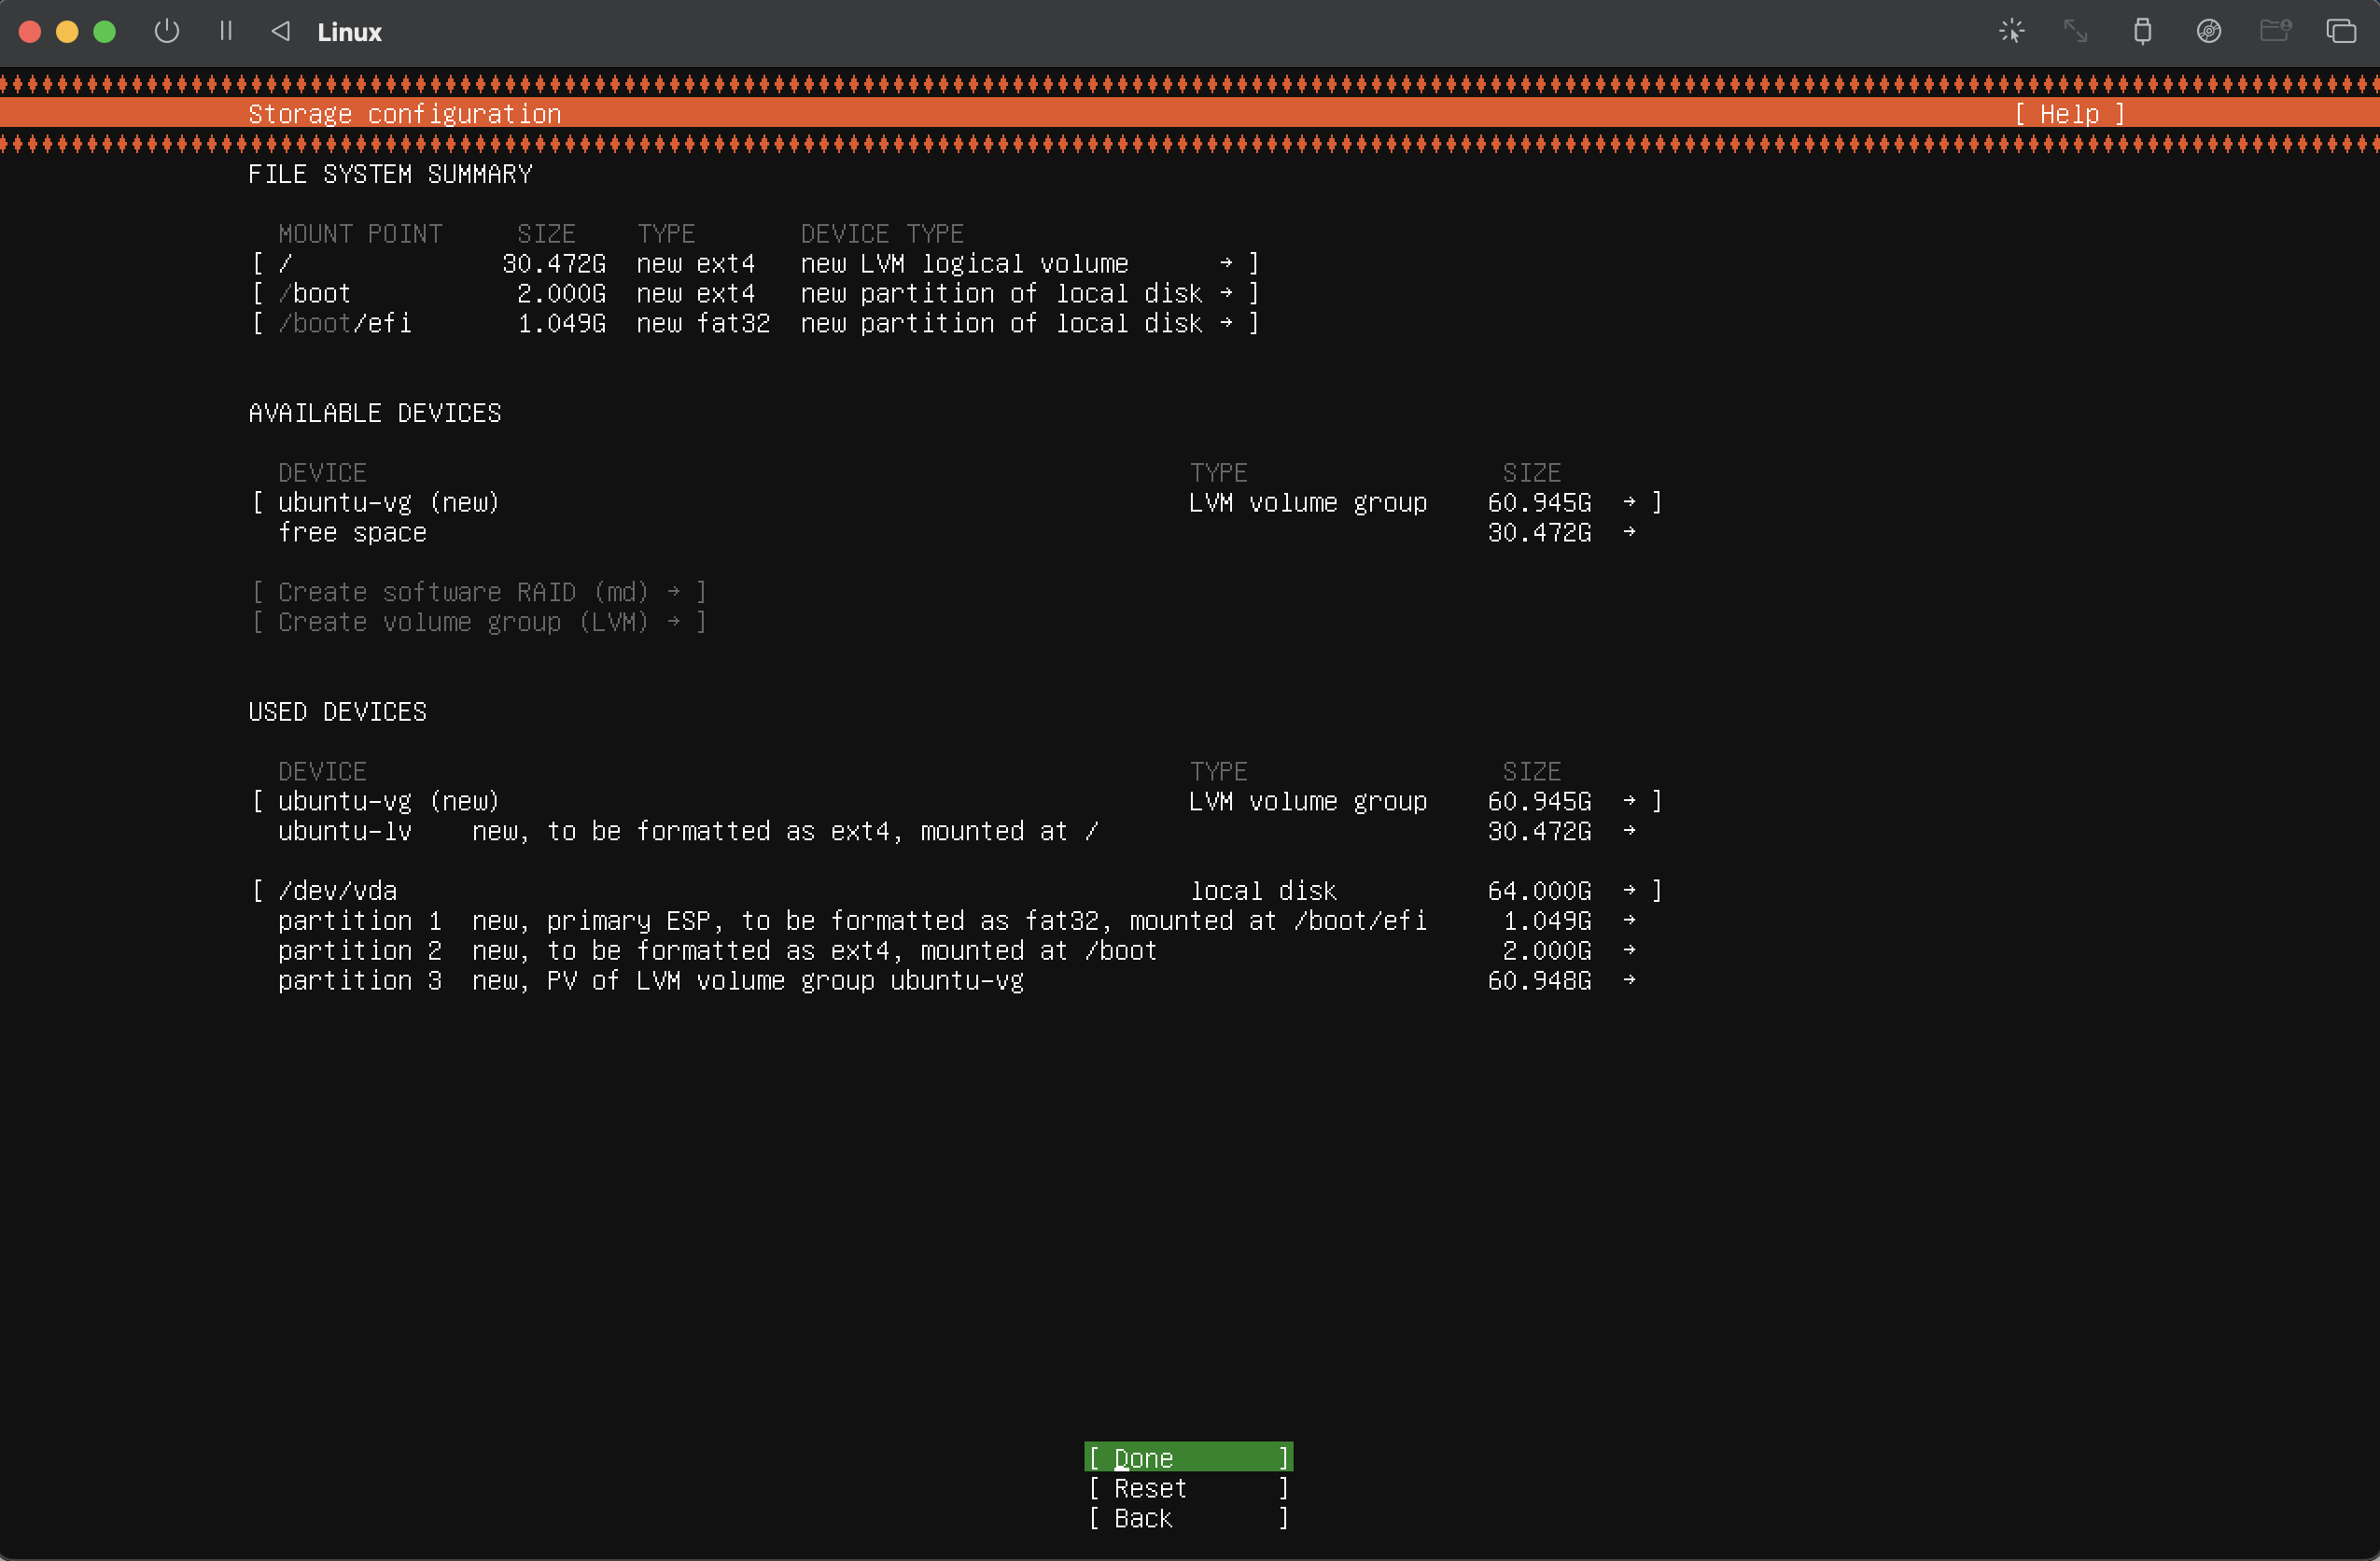 Linux
Storage configuration [ Help ]
FILE SYSTEM SUMMARY
MOUNT POINT SIZE TYPE DEVICE TYPE
[ / 30.472G new ext4 new LVM logical volume → ]
[ /boot 2.000G new ext4 new partition of local disk → ]
[ /boot/efi 1.049G new fat32 new partition of local disk → ]
AVAILABLE DEVICES
DEVICE TYPE SIZE
[ ubuntu-vg (new) LVM volume group 60.945G → ]
free space 30.472G →
[ Create software RAID (md) → ]
[ Create volume group (LVM) → ]
USED DEVICES
DEVICE TYPE SIZE
[ ubuntu-vg (new) LVM volume group 60.945G → ]
ubuntu-lv new, to be formatted as ext4, mounted at / 30.472G →
[ /dev/vda local disk 64.000G → ]
partition 1 new, primary ESP, to be formatted as fat32, mounted at /boot/efi 1.049G →
partition 2 new, to be formatted as ext4, mounted at /boot 2.000G →
partition 3 new, PV of LVM volume group ubuntu-vg 60.948G →
[ Done ]
[ Reset ]
[ Back ]